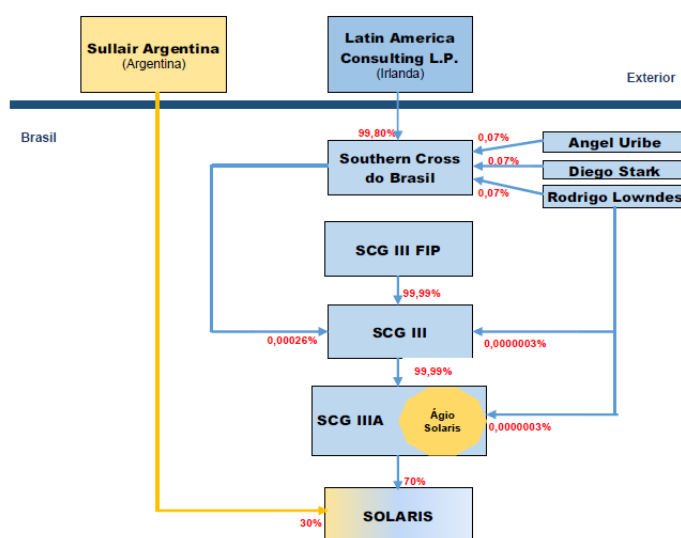 Sullair Argentina
(Argentina)
Latin America
Consulting L.P.
(Irlanda)
Exterior
Brasil
99,80%
0,07%
Angel Uribe
Southern Cross
do Brasil
0,07%
Diego Stark
0,07%
Rodrigo Lowndes
SCG III FIP
99,99%
SCG III
0,00026%
0,0000003%
99,99%
SCG IIIA
Ágio
Solaris
0,0000003%
70%
SOLARIS
30%